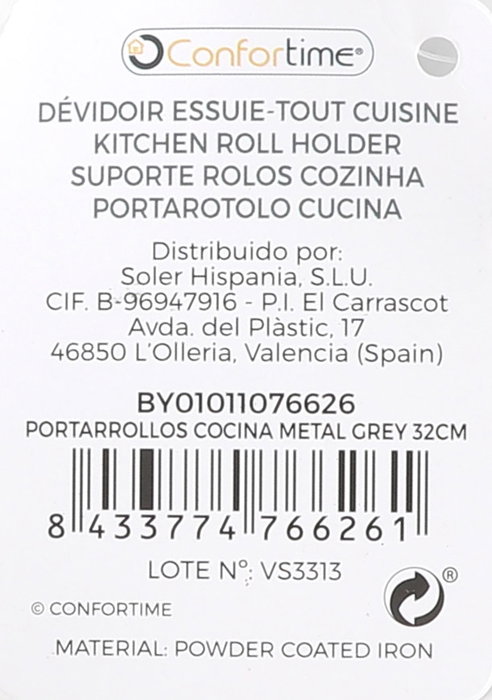 Confortime®
DÉVIDOIR ESSUIE-TOUT CUISINE
KITCHEN ROLL HOLDER
SUPORTE ROLOS COZINHA
PORTAROTOLO CUCINA
Distribuido por:
Soler Hispania, S.L.U.
CIF. B-96947916 - P.I. El Carrascot
Avda. del Plàstic, 17
46850 L'Olleria, Valencia (Spain)
BY01011076626
PORTARROLLOS COCINA METAL GREY 32CM
8 433774 766261
LOTE Nº: VS3313
®
© CONFORTIME
MATERIAL: POWDER COATED IRON